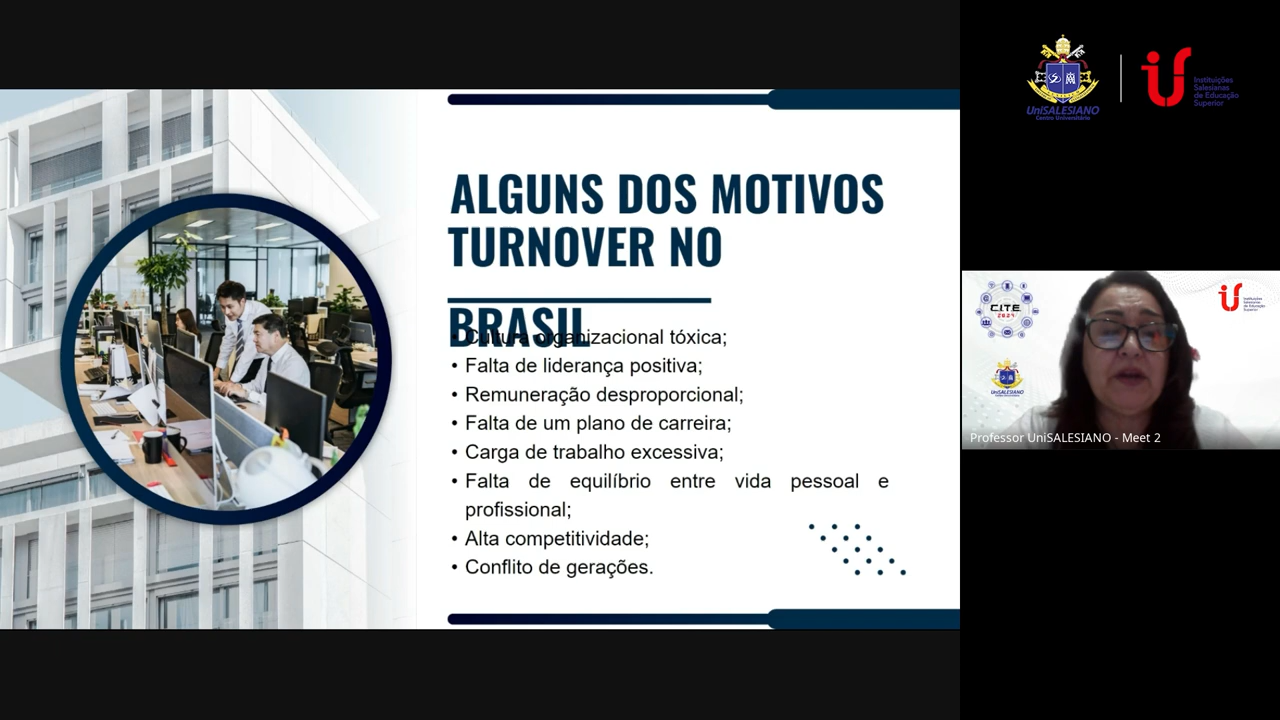 ALGUNS DOS MOTIVOS
TURNOVER NO
BRASIL
• Cultura organizacional tóxica;
• Falta de liderança positiva;
• Remuneração desproporcional;
• Falta de um plano de carreira;
• Carga de trabalho excessiva;
• Falta de equilíbrio entre vida pessoal e
profissional;
• Alta competitividade;
• Conflito de gerações.
UniSALESIANO
Centro Universitário
Instituições
Salesianas
de Educação
Superior
CITE
UniSALESIANO
Professor UniSALESIANO - Meet 2